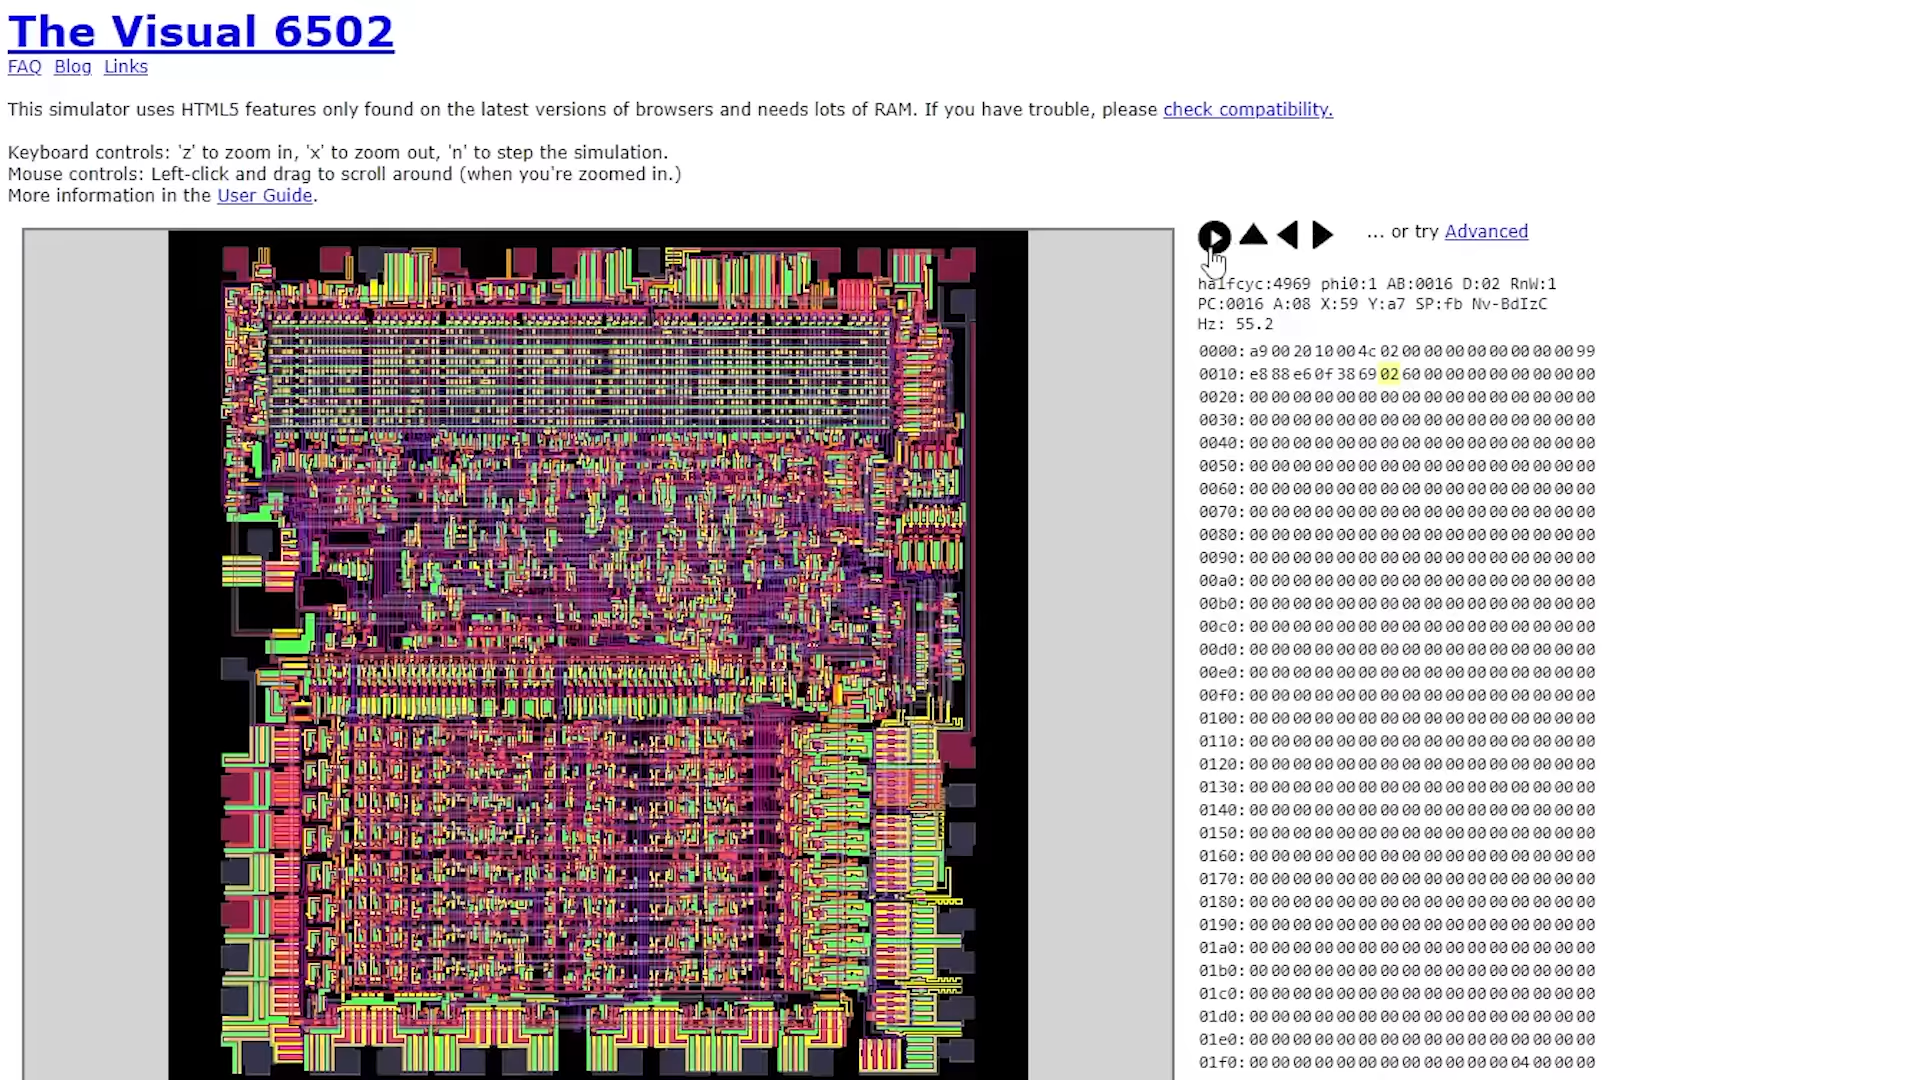 The Visual 6502
FAQ Blog Links
This simulator uses HTML5 features only found on the latest versions of browsers and needs lots of RAM. If you have trouble, please check compatibility.
Keyboard controls: 'z' to zoom in, 'x' to zoom out, 'n' to step the simulation.
Mouse controls: Left-click and drag to scroll around (when you're zoomed in.)
More information in the User Guide.
... or try Advanced
halfcyc:4969 phi0:1 AB:0016 D:02 RnW:1
PC:0016 A:08 X:59 Y:a7 SP:fb Nv-BdIzC
Hz: 55.2
0000: a9 00 20 10 00 4c 02 00 00 00 00 00 00 00 00 99
0010: e8 88 e6 0f 38 69 02 60 00 00 00 00 00 00 00 00
0020: 00 00 00 00 00 00 00 00 00 00 00 00 00 00 00 00
0030: 00 00 00 00 00 00 00 00 00 00 00 00 00 00 00 00
0040: 00 00 00 00 00 00 00 00 00 00 00 00 00 00 00 00
0050: 00 00 00 00 00 00 00 00 00 00 00 00 00 00 00 00
0060: 00 00 00 00 00 00 00 00 00 00 00 00 00 00 00 00
0070: 00 00 00 00 00 00 00 00 00 00 00 00 00 00 00 00
0080: 00 00 00 00 00 00 00 00 00 00 00 00 00 00 00 00
0090: 00 00 00 00 00 00 00 00 00 00 00 00 00 00 00 00
00a0: 00 00 00 00 00 00 00 00 00 00 00 00 00 00 00 00
00b0: 00 00 00 00 00 00 00 00 00 00 00 00 00 00 00 00
00c0: 00 00 00 00 00 00 00 00 00 00 00 00 00 00 00 00
00d0: 00 00 00 00 00 00 00 00 00 00 00 00 00 00 00 00
00e0: 00 00 00 00 00 00 00 00 00 00 00 00 00 00 00 00
00f0: 00 00 00 00 00 00 00 00 00 00 00 00 00 00 00 00
0100: 00 00 00 00 00 00 00 00 00 00 00 00 00 00 00 00
0110: 00 00 00 00 00 00 00 00 00 00 00 00 00 00 00 00
0120: 00 00 00 00 00 00 00 00 00 00 00 00 00 00 00 00
0130: 00 00 00 00 00 00 00 00 00 00 00 00 00 00 00 00
0140: 00 00 00 00 00 00 00 00 00 00 00 00 00 00 00 00
0150: 00 00 00 00 00 00 00 00 00 00 00 00 00 00 00 00
0160: 00 00 00 00 00 00 00 00 00 00 00 00 00 00 00 00
0170: 00 00 00 00 00 00 00 00 00 00 00 00 00 00 00 00
0180: 00 00 00 00 00 00 00 00 00 00 00 00 00 00 00 00
0190: 00 00 00 00 00 00 00 00 00 00 00 00 00 00 00 00
01a0: 00 00 00 00 00 00 00 00 00 00 00 00 00 00 00 00
01b0: 00 00 00 00 00 00 00 00 00 00 00 00 00 00 00 00
01c0: 00 00 00 00 00 00 00 00 00 00 00 00 00 00 00 00
01d0: 00 00 00 00 00 00 00 00 00 00 00 00 00 00 00 00
01e0: 00 00 00 00 00 00 00 00 00 00 00 00 00 00 00 00
01f0: 00 00 00 00 00 00 00 00 00 00 00 00 04 00 00 00